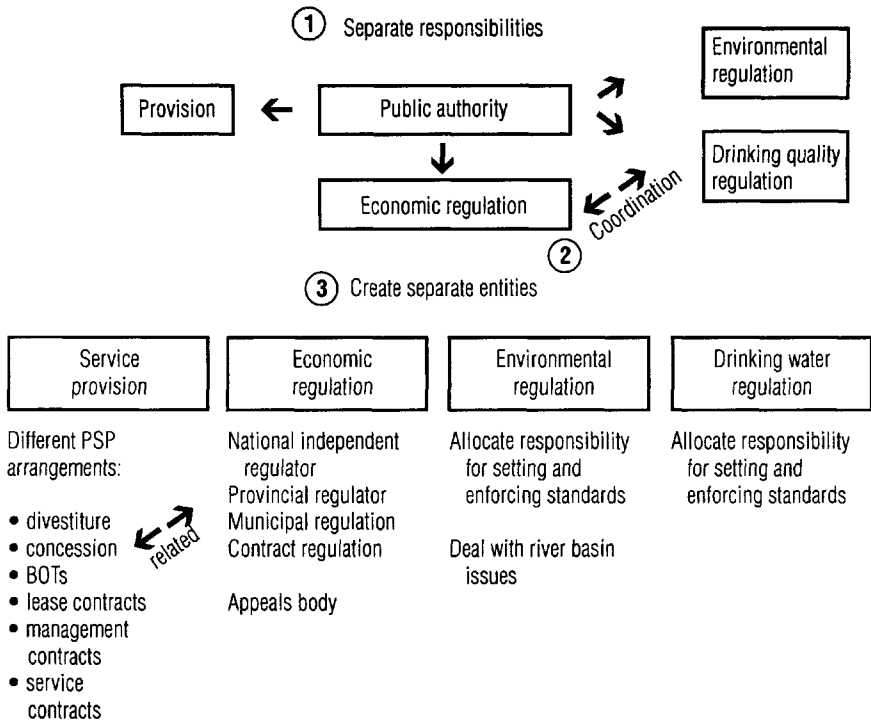 1 Separate responsibilities
Environmental
regulation
Provision
Public authority
Drinking quality
regulation
Economic regulation
Coordination
2
3 Create separate entities
Service
provision
Economic
regulation
Environmental
regulation
Drinking water
regulation
Different PSP
arrangements:
• divestiture
• concession
• BOTs
• lease contracts
• management
contracts
• service
contracts
related
National independent
regulator
Provincial regulator
Municipal regulation
Contract regulation
Appeals body
Allocate responsibility
for setting and
enforcing standards
Deal with river basin
issues
Allocate responsibility
for setting and
enforcing standards